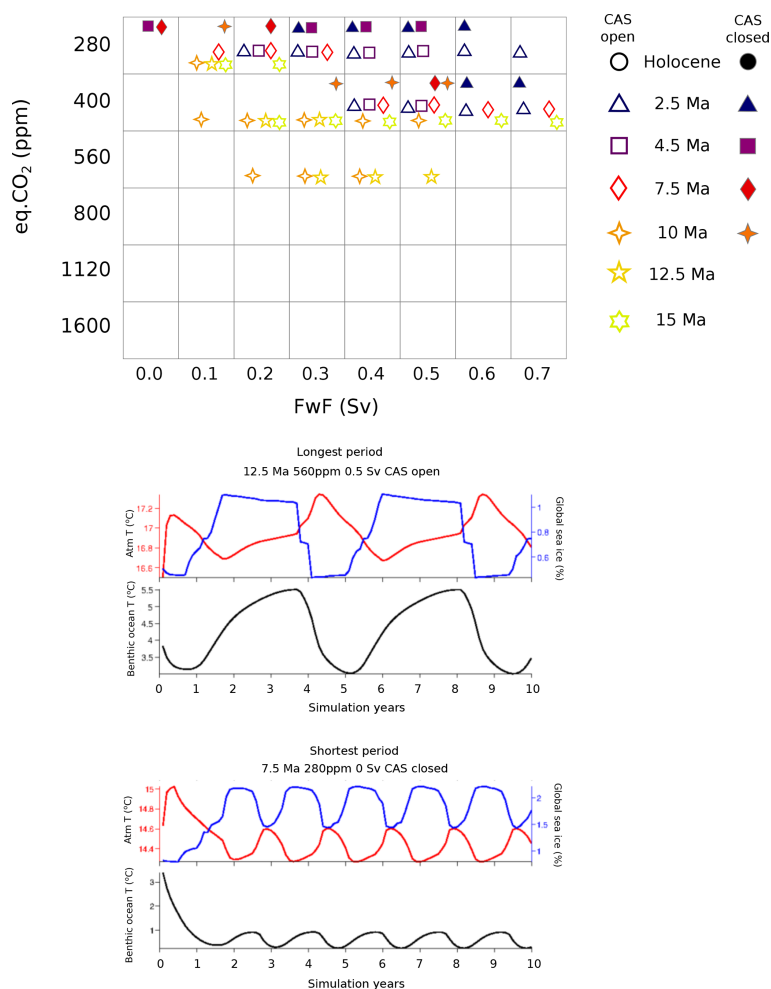 CAS open
CAS closed
Holocene
2.5 Ma
4.5 Ma
7.5 Ma
10 Ma
12.5 Ma
15 Ma
eq.CO2 (ppm)
280
400
560
800
1120
1600
0.0 0.1 0.2 0.3 0.4 0.5 0.6 0.7
FwF (Sv)
Longest period
12.5 Ma 560ppm 0.5 Sv CAS open
Atm T (°C)
17.2
17
16.8
16.6
Global sea ice (%)
1
0.8
0.6
Benthic ocean T (°C)
5.5
4.5
3.5
0 1 2 3 4 5 6 7 8 9 10
Simulation years
Shortest period
7.5 Ma 280ppm 0 Sv CAS closed
Atm T (°C)
15
14.8
14.6
14.4
Global sea ice (%)
2
1.5
1
Benthic ocean T (°C)
3
2
1
0 1 2 3 4 5 6 7 8 9 10
Simulation years